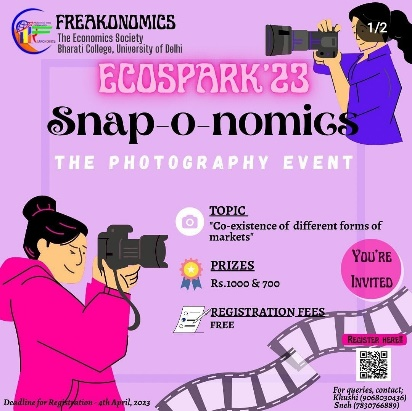 FREAKONOMICS
The Economics Society
Bharati College, University of Delhi
1/2
ECOSPARK'23
Snap-o-nomics
THE PHOTOGRAPHY EVENT
TOPIC
"Co-existence of different forms of
markets"
PRIZES
Rs.1000 & 700
REGISTRATION FEES
FREE
YOU'RE
INVITED
REGISTER HERE!!
For queries, contact;
Khushi (9068030436)
Sneh (7830766889)
Deadline for Registration - 4th April, 2023